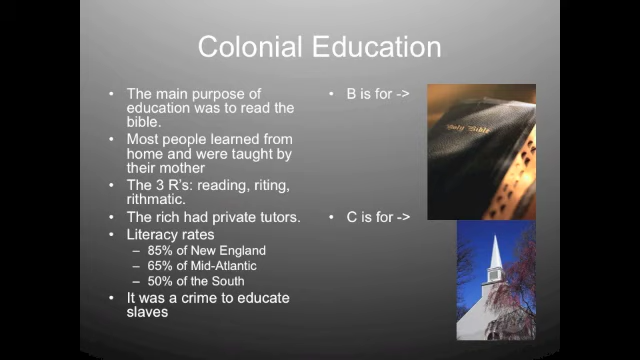 Colonial Education
• The main purpose of
education was to read the
bible.
• Most people learned from
home and were taught by
their mother
• The 3 R's: reading, riting,
rithmatic.
• The rich had private tutors.
• Literacy rates
– 85% of New England
– 65% of Mid-Atlantic
– 50% of the South
• It was a crime to educate
slaves
• B is for ->
Holy Bible
• C is for ->